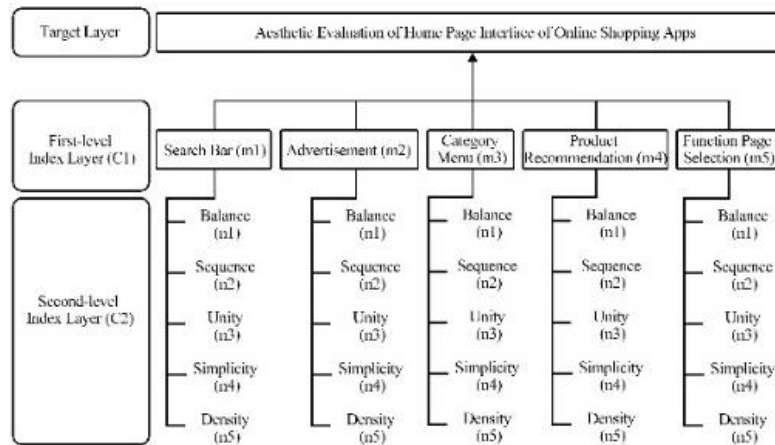 Target Layer
Aesthetic Evaluation of Home Page Interface of Online Shopping Apps
First-level
Index Layer (C1)
Search Bar (m1)
Advertisement (m2)
Category
Menu (m3)
Product
Recommendation (m4)
Function Page
Selection (m5)
Second-level
Index Layer (C2)
Balance
(n1)
Sequence
(n2)
Unity
(n3)
Simplicity
(n4)
Density
(n5)
Balance
(n1)
Sequence
(n2)
Unity
(n3)
Simplicity
(n4)
Density
(n5)
Balance
(n1)
Sequence
(n2)
Unity
(n3)
Simplicity
(n4)
Density
(n5)
Balance
(n1)
Sequence
(n2)
Unity
(n3)
Simplicity
(n4)
Density
(n5)
Balance
(n1)
Sequence
(n2)
Unity
(n3)
Simplicity
(n4)
Density
(n5)